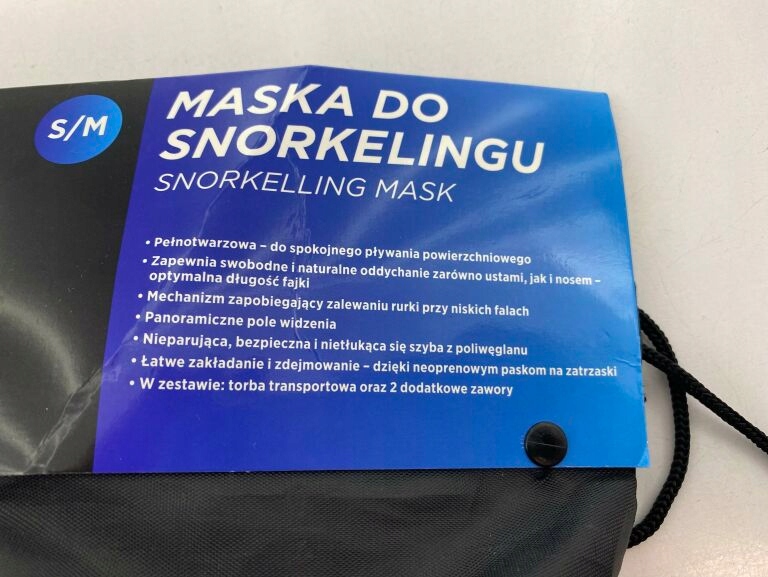 S/M
MASKA DO
SNORKELINGU
SNORKELLING MASK
• Pełnotwarzowa – do spokojnego pływania powierzchniowego
• Zapewnia swobodne i naturalne oddychanie zarówno ustami, jak i nosem –
optymalna długość fajki
• Mechanizm zapobiegający zalewaniu rurki przy niskich falach
• Panoramiczne pole widzenia
• Nieparująca, bezpieczna i nietłukąca się szyba z poliwęglanu
• Łatwe zakładanie i zdejmowanie – dzięki neoprenowym paskom na zatrzaski
• W zestawie: torba transportowa oraz 2 dodatkowe zawory